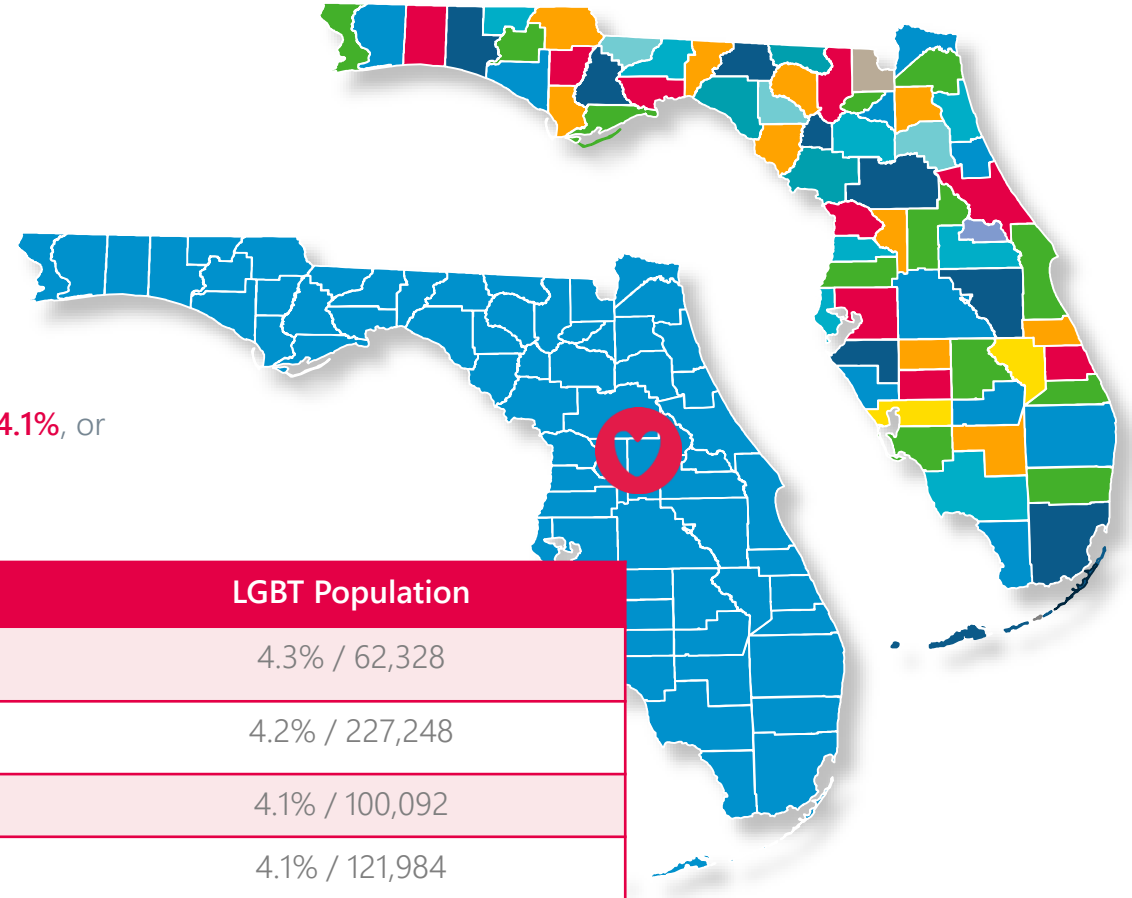 4.1%, or
LGBT Population
4.3% / 62,328
4.2% / 227,248
4.1% / 100,092
4.1% / 121,984